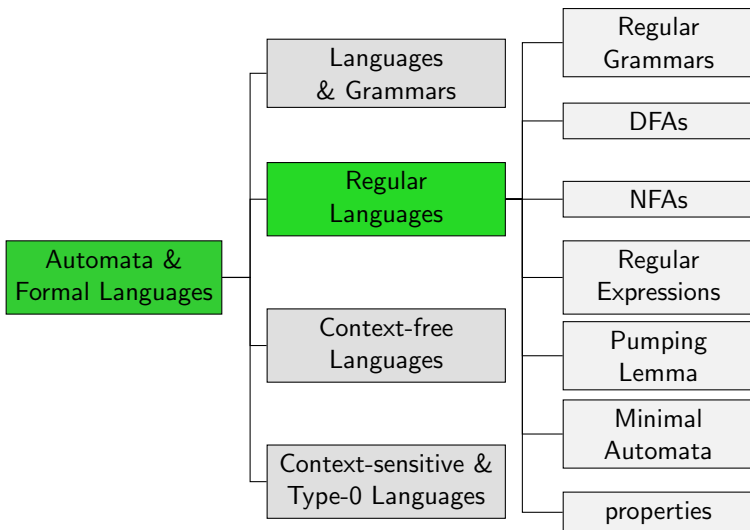 Automata &
Formal Languages
Languages
& Grammars
Regular
Languages
Context-free
Languages
Context-sensitive &
Type-0 Languages
Regular
Grammars
DFAs
NFAs
Regular
Expressions
Pumping
Lemma
Minimal
Automata
properties